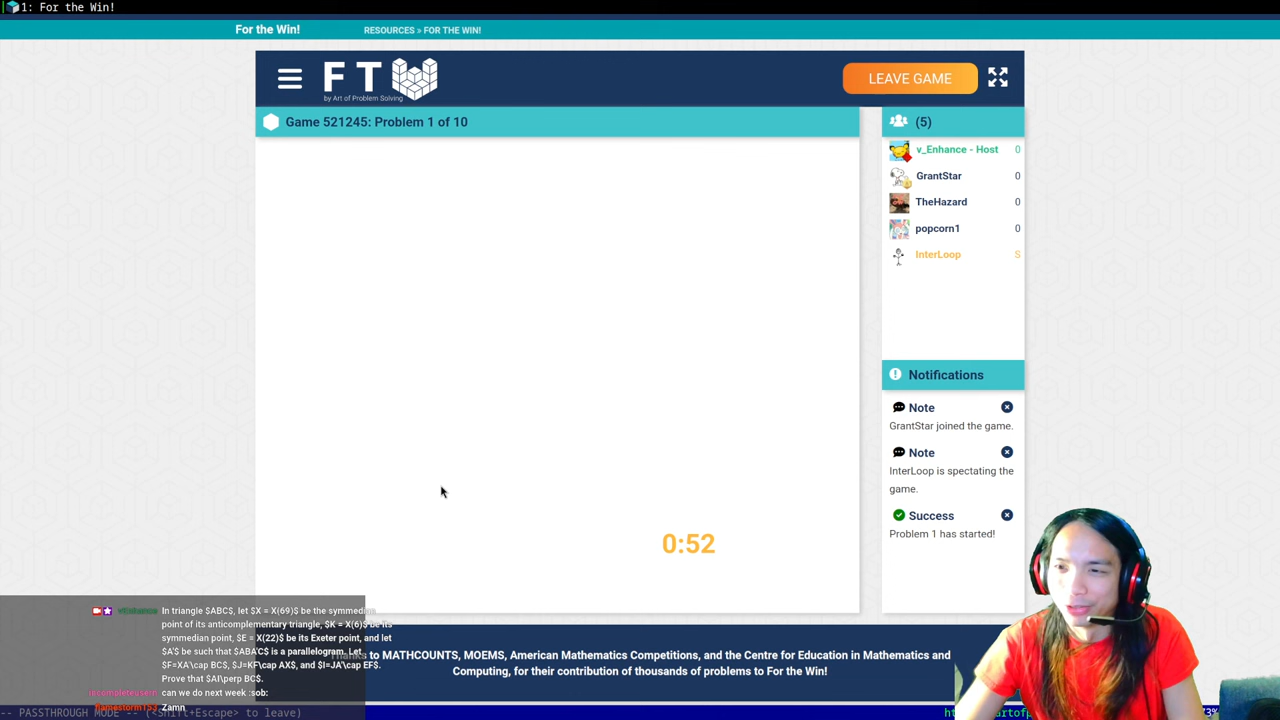 1: For the Win!
For the Win!
RESOURCES » FOR THE WIN!
F T W
by Art of Problem Solving
LEAVE GAME
Game 521245: Problem 1 of 10
(5)
v_Enhance - Host 0
GrantStar 0
TheHazard 0
popcorn1 0
InterLoop S
Notifications
Note
GrantStar joined the game.
Note
InterLoop is spectating the
game.
Success
Problem 1 has started!
0:52
In triangle $ABC$, let $X = X(69)$ be the symmedian
point of its anticomplementary triangle, $K = X(6)$ be its
symmedian point, $E = X(22)$ be its Exeter point, and let
$A'$ be such that $ABA'C$ is a parallelogram. Let
$F=XA'\cap BC$, $J=KF\cap AX$, and $I=JA'\cap EF$.
Prove that $AI\perp BC$.
can we do next week :sob:
flamestorm153 Zamn
to MATHCOUNTS, MOEMS, American Mathematics Competitions, and the Centre for Education in Mathematics and
Computing, for their contribution of thousands of problems to For the Win!
-- PASSTHROUGH MODE -- (<Shift+Escape> to leave)